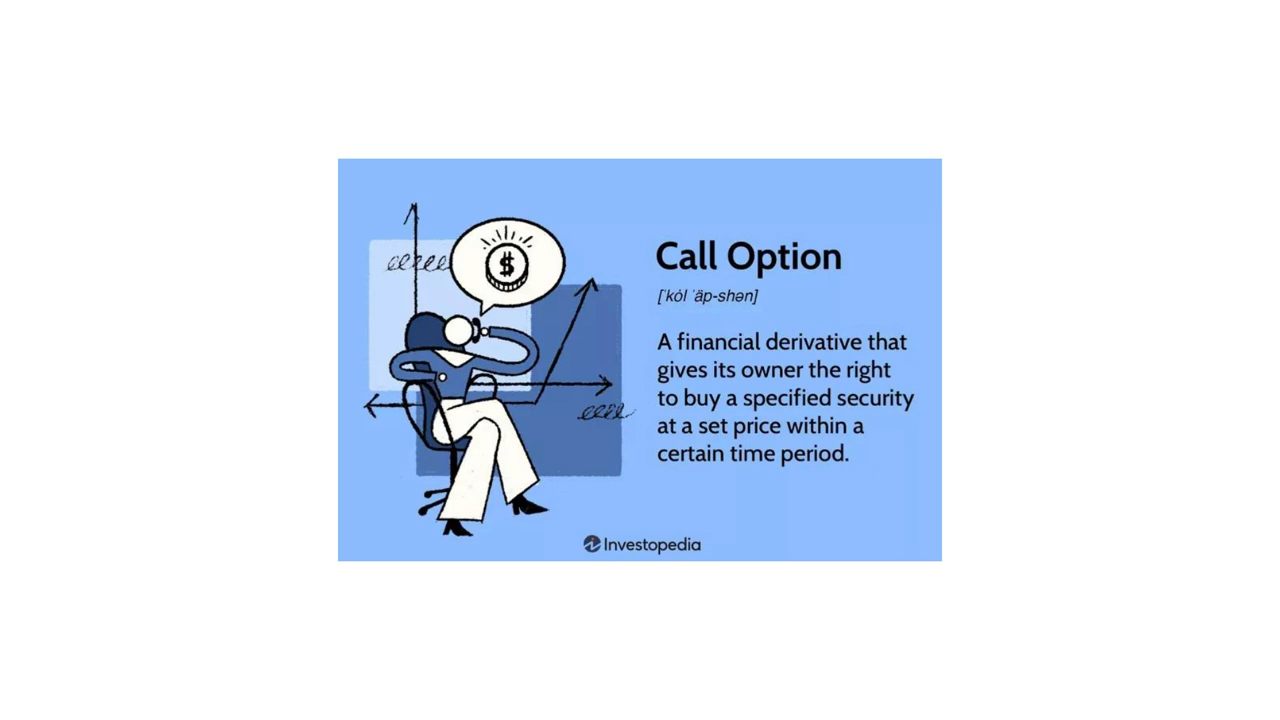 $
Call Option
[ˈkȯl ˈäp-shən]
A financial derivative that
gives its owner the right
to buy a specified security
at a set price within a
certain time period.
Investopedia